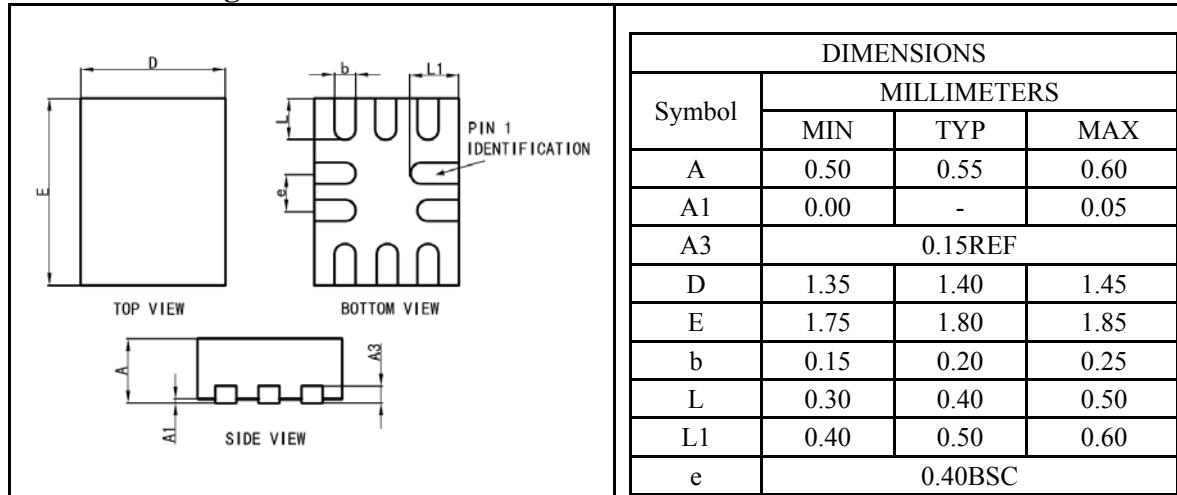 D
E
TOP VIEW
b
L1
L
e
PIN 1
IDENTIFICATION
BOTTOM VIEW
A
A1
A3
SIDE VIEW
DIMENSIONS
Symbol MILLIMETERS
MIN TYP MAX
A 0.50 0.55 0.60
A1 0.00 - 0.05
A3 0.15REF
D 1.35 1.40 1.45
E 1.75 1.80 1.85
b 0.15 0.20 0.25
L 0.30 0.40 0.50
L1 0.40 0.50 0.60
e 0.40BSC